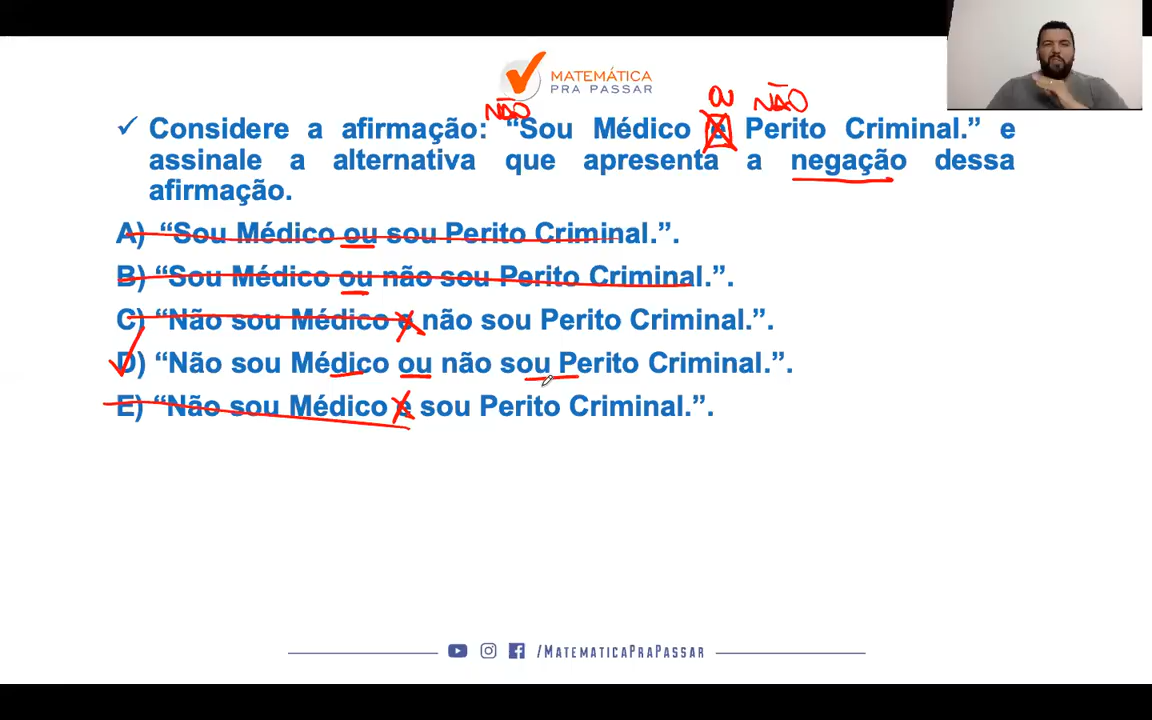 MATEMÁTICA
PRA PASSAR
NÃO OU NÃO
✓ Considere a afirmação: “Sou Médico e Perito Criminal.” e
assinale a alternativa que apresenta a negação dessa
afirmação.
A) “Sou Médico ou sou Perito Criminal.”.
B) “Sou Médico ou não sou Perito Criminal.”.
C) “Não sou Médico e não sou Perito Criminal.”.
D) “Não sou Médico ou não sou Perito Criminal.”.
E) “Não sou Médico e sou Perito Criminal.”.
/MATEMATICAPRAPASSAR